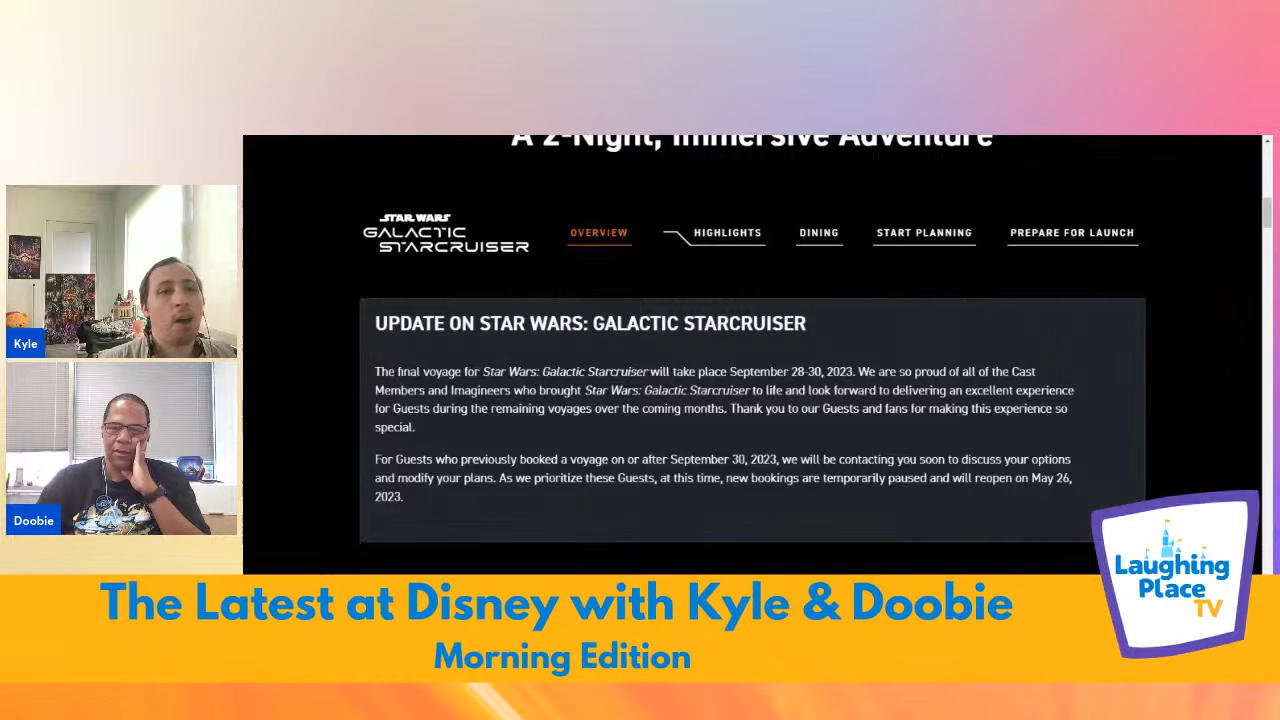 A 2-Night, Immersive Adventure
STAR WARS
GALACTIC
STARCRUISER
OVERVIEW
HIGHLIGHTS
DINING
START PLANNING
PREPARE FOR LAUNCH
UPDATE ON STAR WARS: GALACTIC STARCRUISER
The final voyage for Star Wars: Galactic Starcruiser will take place September 28-30, 2023. We are so proud of all of the Cast
Members and Imagineers who brought Star Wars: Galactic Starcruiser to life and look forward to delivering an excellent experience
for Guests during the remaining voyages over the coming months. Thank you to our Guests and fans for making this experience so
special.
For Guests who previously booked a voyage on or after September 30, 2023, we will be contacting you soon to discuss your options
and modify your plans. As we prioritize these Guests, at this time, new bookings are temporarily paused and will reopen on May 26,
2023.
Kyle
Doobie
Laughing
Place
TV
The Latest at Disney with Kyle & Doobie
Morning Edition